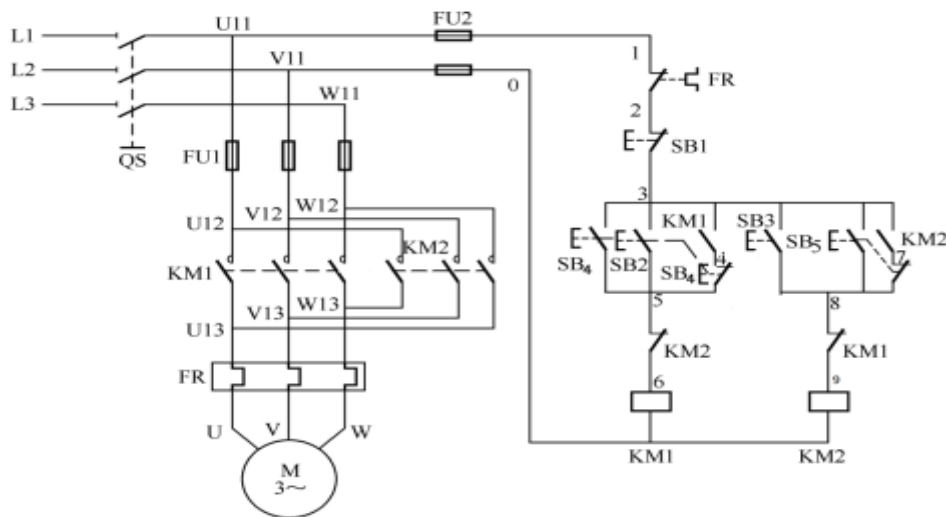 U11 FU2
L1 1
V11
L2 0 FR
W11 2
L3
SB1
QS FU1
3
W12 KM1 SB3 KM2
V12
U12 KM2 SB5
4 7
KM1 SB4 SB2 SB4
W13 5 8
V13
U13
KM2 KM1
FR 6 9
U V W
KM1 KM2
M
3~